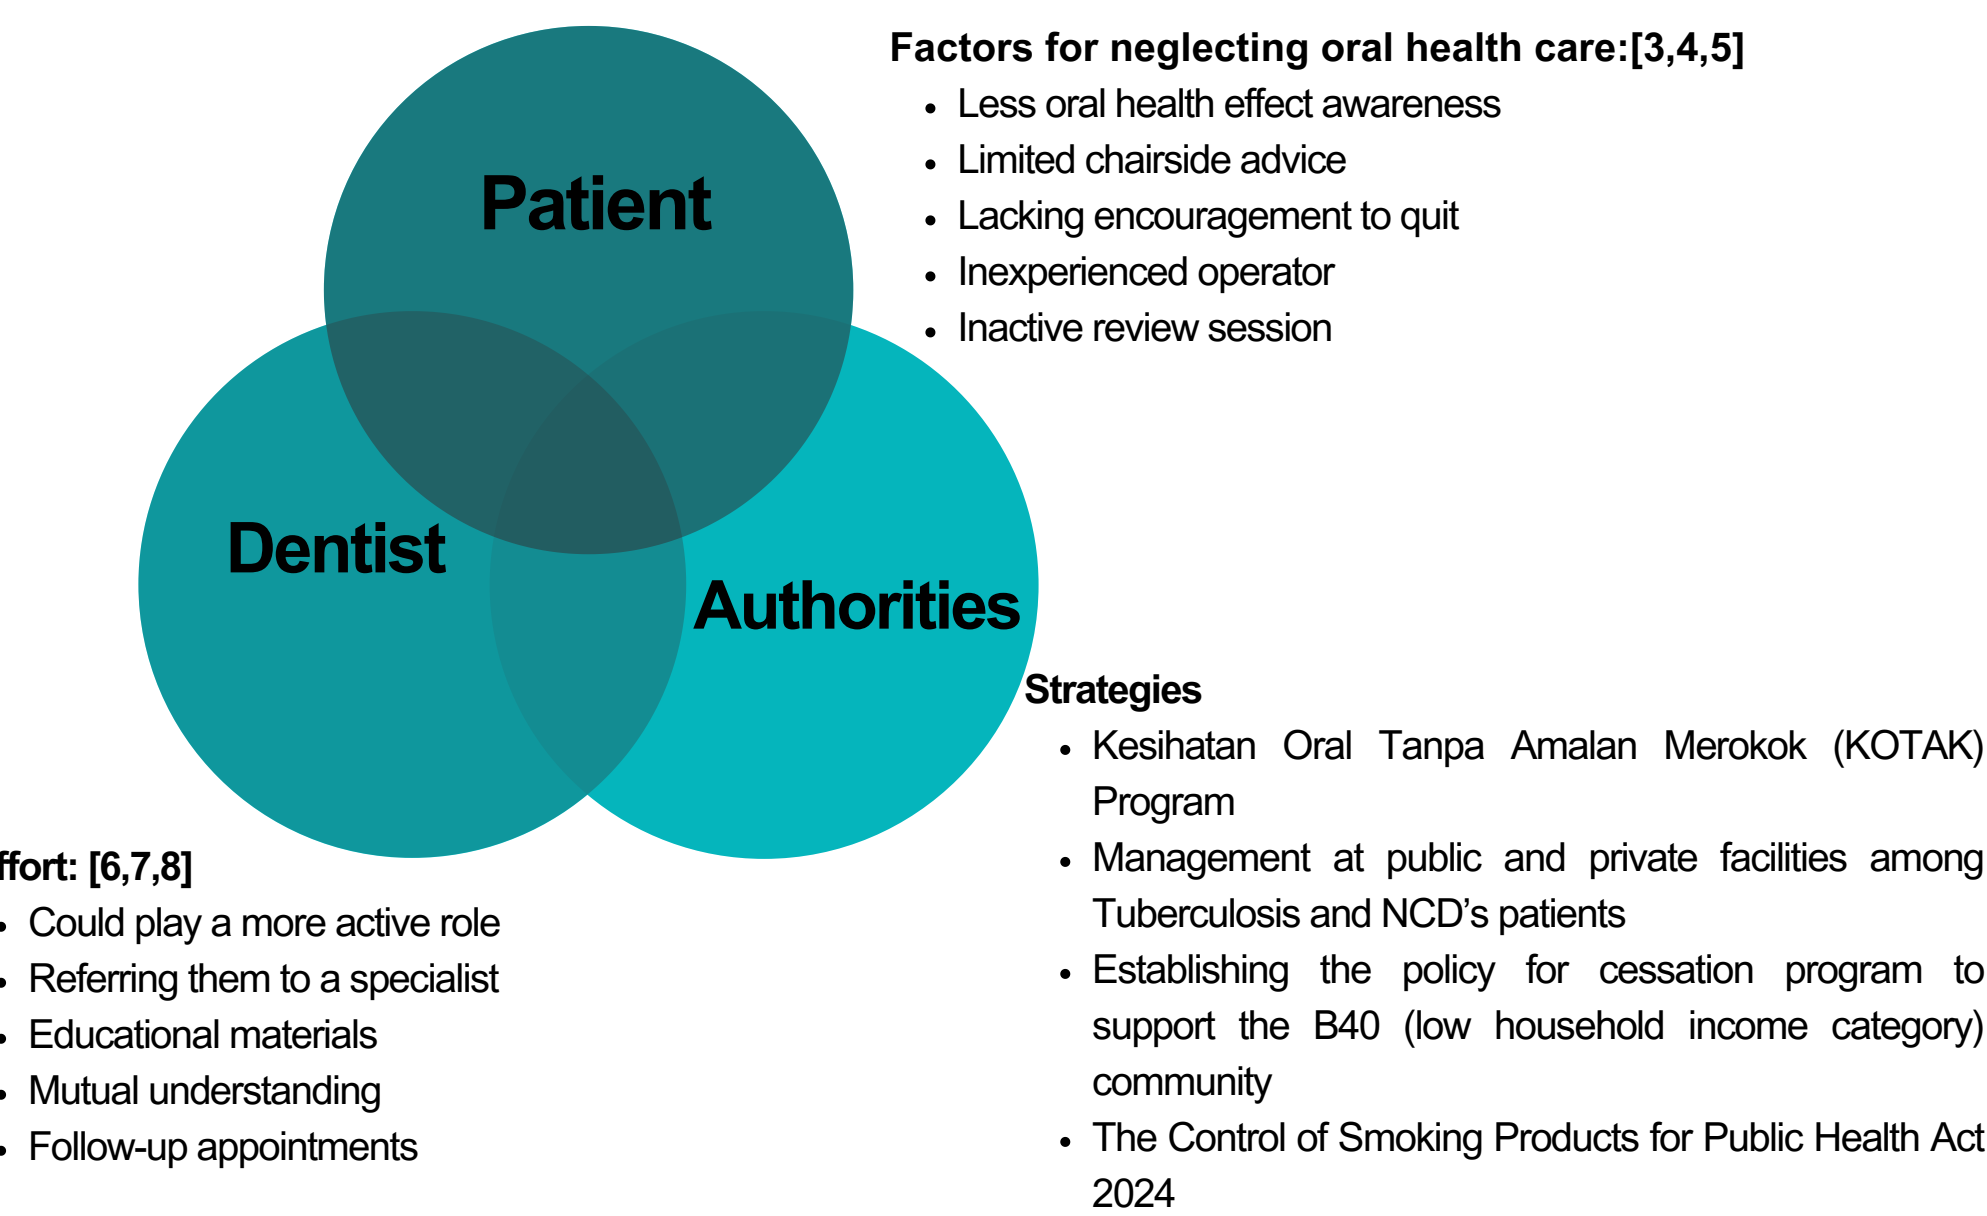 Factors for neglecting oral health care:[3,4,5]
• Less oral health effect awareness
• Limited chairside advice
• Lacking encouragement to quit
• Inexperienced operator
• Inactive review session
Patient
Dentist
Authorities
Strategies
• Kesihatan Oral Tanpa Amalan Merokok (KOTAK)
Program
• Management at public and private facilities among
Tuberculosis and NCD’s patients
• Establishing the policy for cessation program to
support the B40 (low household income category)
community
• The Control of Smoking Products for Public Health Act
2024
ffort: [6,7,8]
• Could play a more active role
• Referring them to a specialist
• Educational materials
• Mutual understanding
• Follow-up appointments